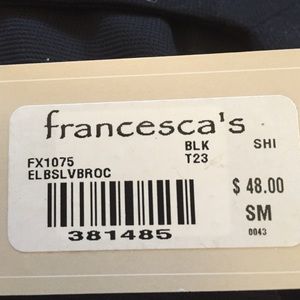 francesca's
FX1075 BLK SHI
ELBSLVBROC T23
$ 48.00
SM
381485 0043